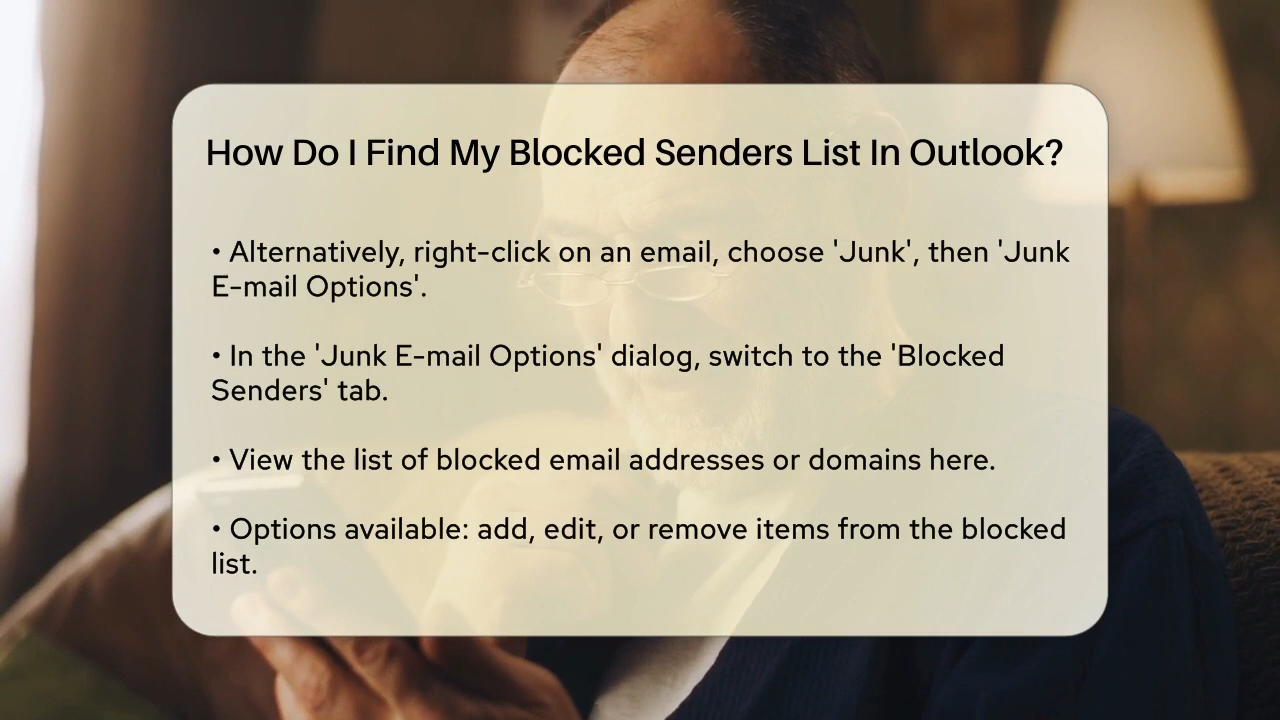 How Do I Find My Blocked Senders List In Outlook?
• Alternatively, right-click on an email, choose 'Junk', then 'Junk
E-mail Options'.
• In the 'Junk E-mail Options' dialog, switch to the 'Blocked
Senders' tab.
• View the list of blocked email addresses or domains here.
• Options available: add, edit, or remove items from the blocked
list.